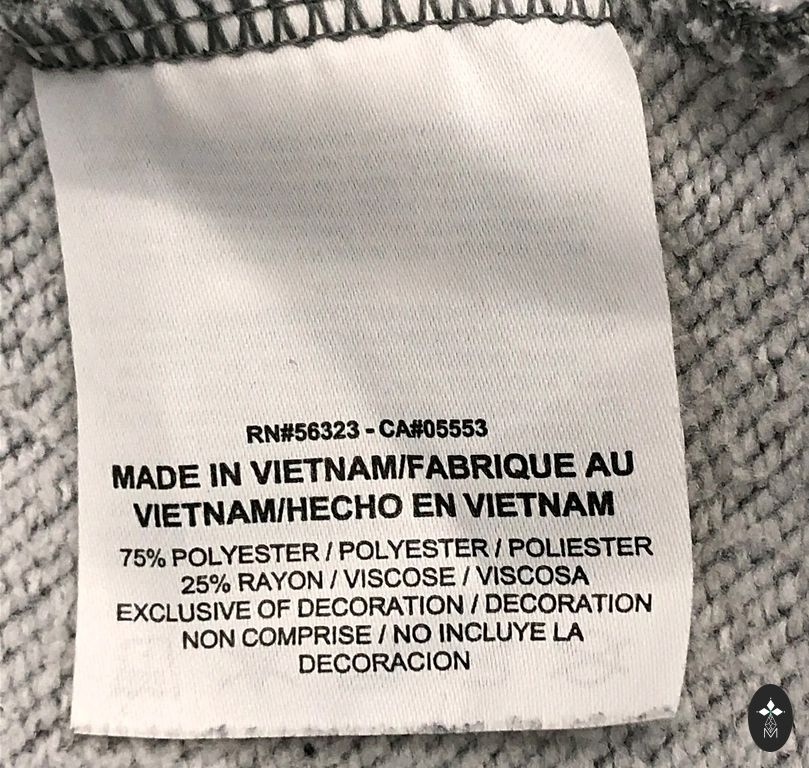 RN#56323 - CA#05553
MADE IN VIETNAM/FABRIQUE AU
VIETNAM/HECHO EN VIETNAM
75% POLYESTER / POLYESTER / POLIESTER
25% RAYON / VISCOSE / VISCOSA
EXCLUSIVE OF DECORATION / DECORATION
NON COMPRISE / NO INCLUYE LA
DECORACION
M